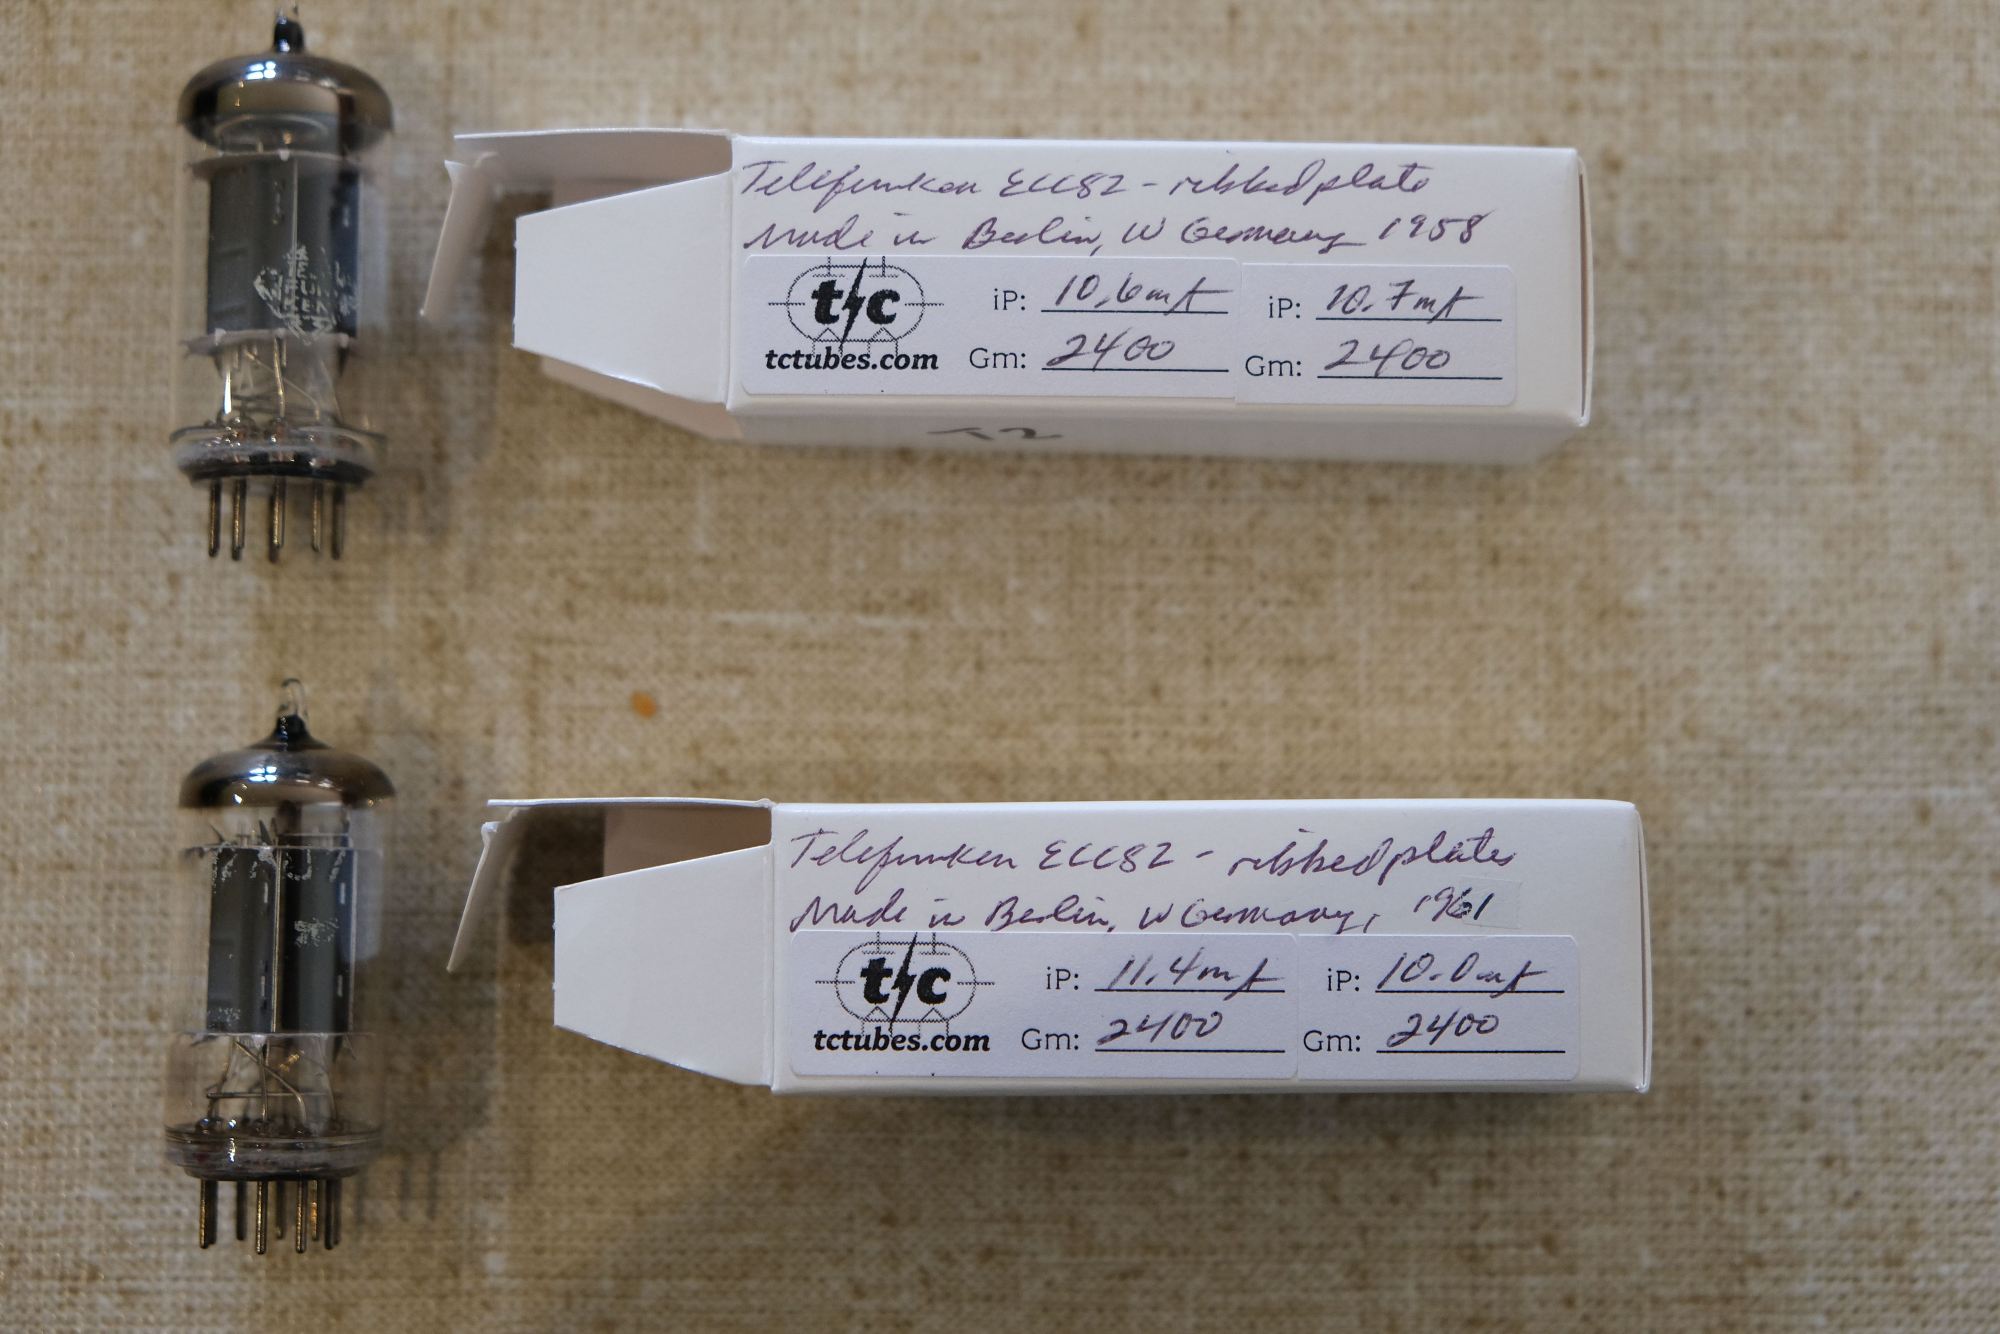 Telefunken ECC82 - ribbed plate
Made in Berlin, W Germany 1958
t c
tctubes.com
iP: 10.6mA
Gm: 2400
iP: 10.7mA
Gm: 2400
Telefunken ECC82 - ribbed plates
Made in Berlin, W Germany, 1961
t c
tctubes.com
iP: 11.4mA
Gm: 2400
iP: 10.0mA
Gm: 2400